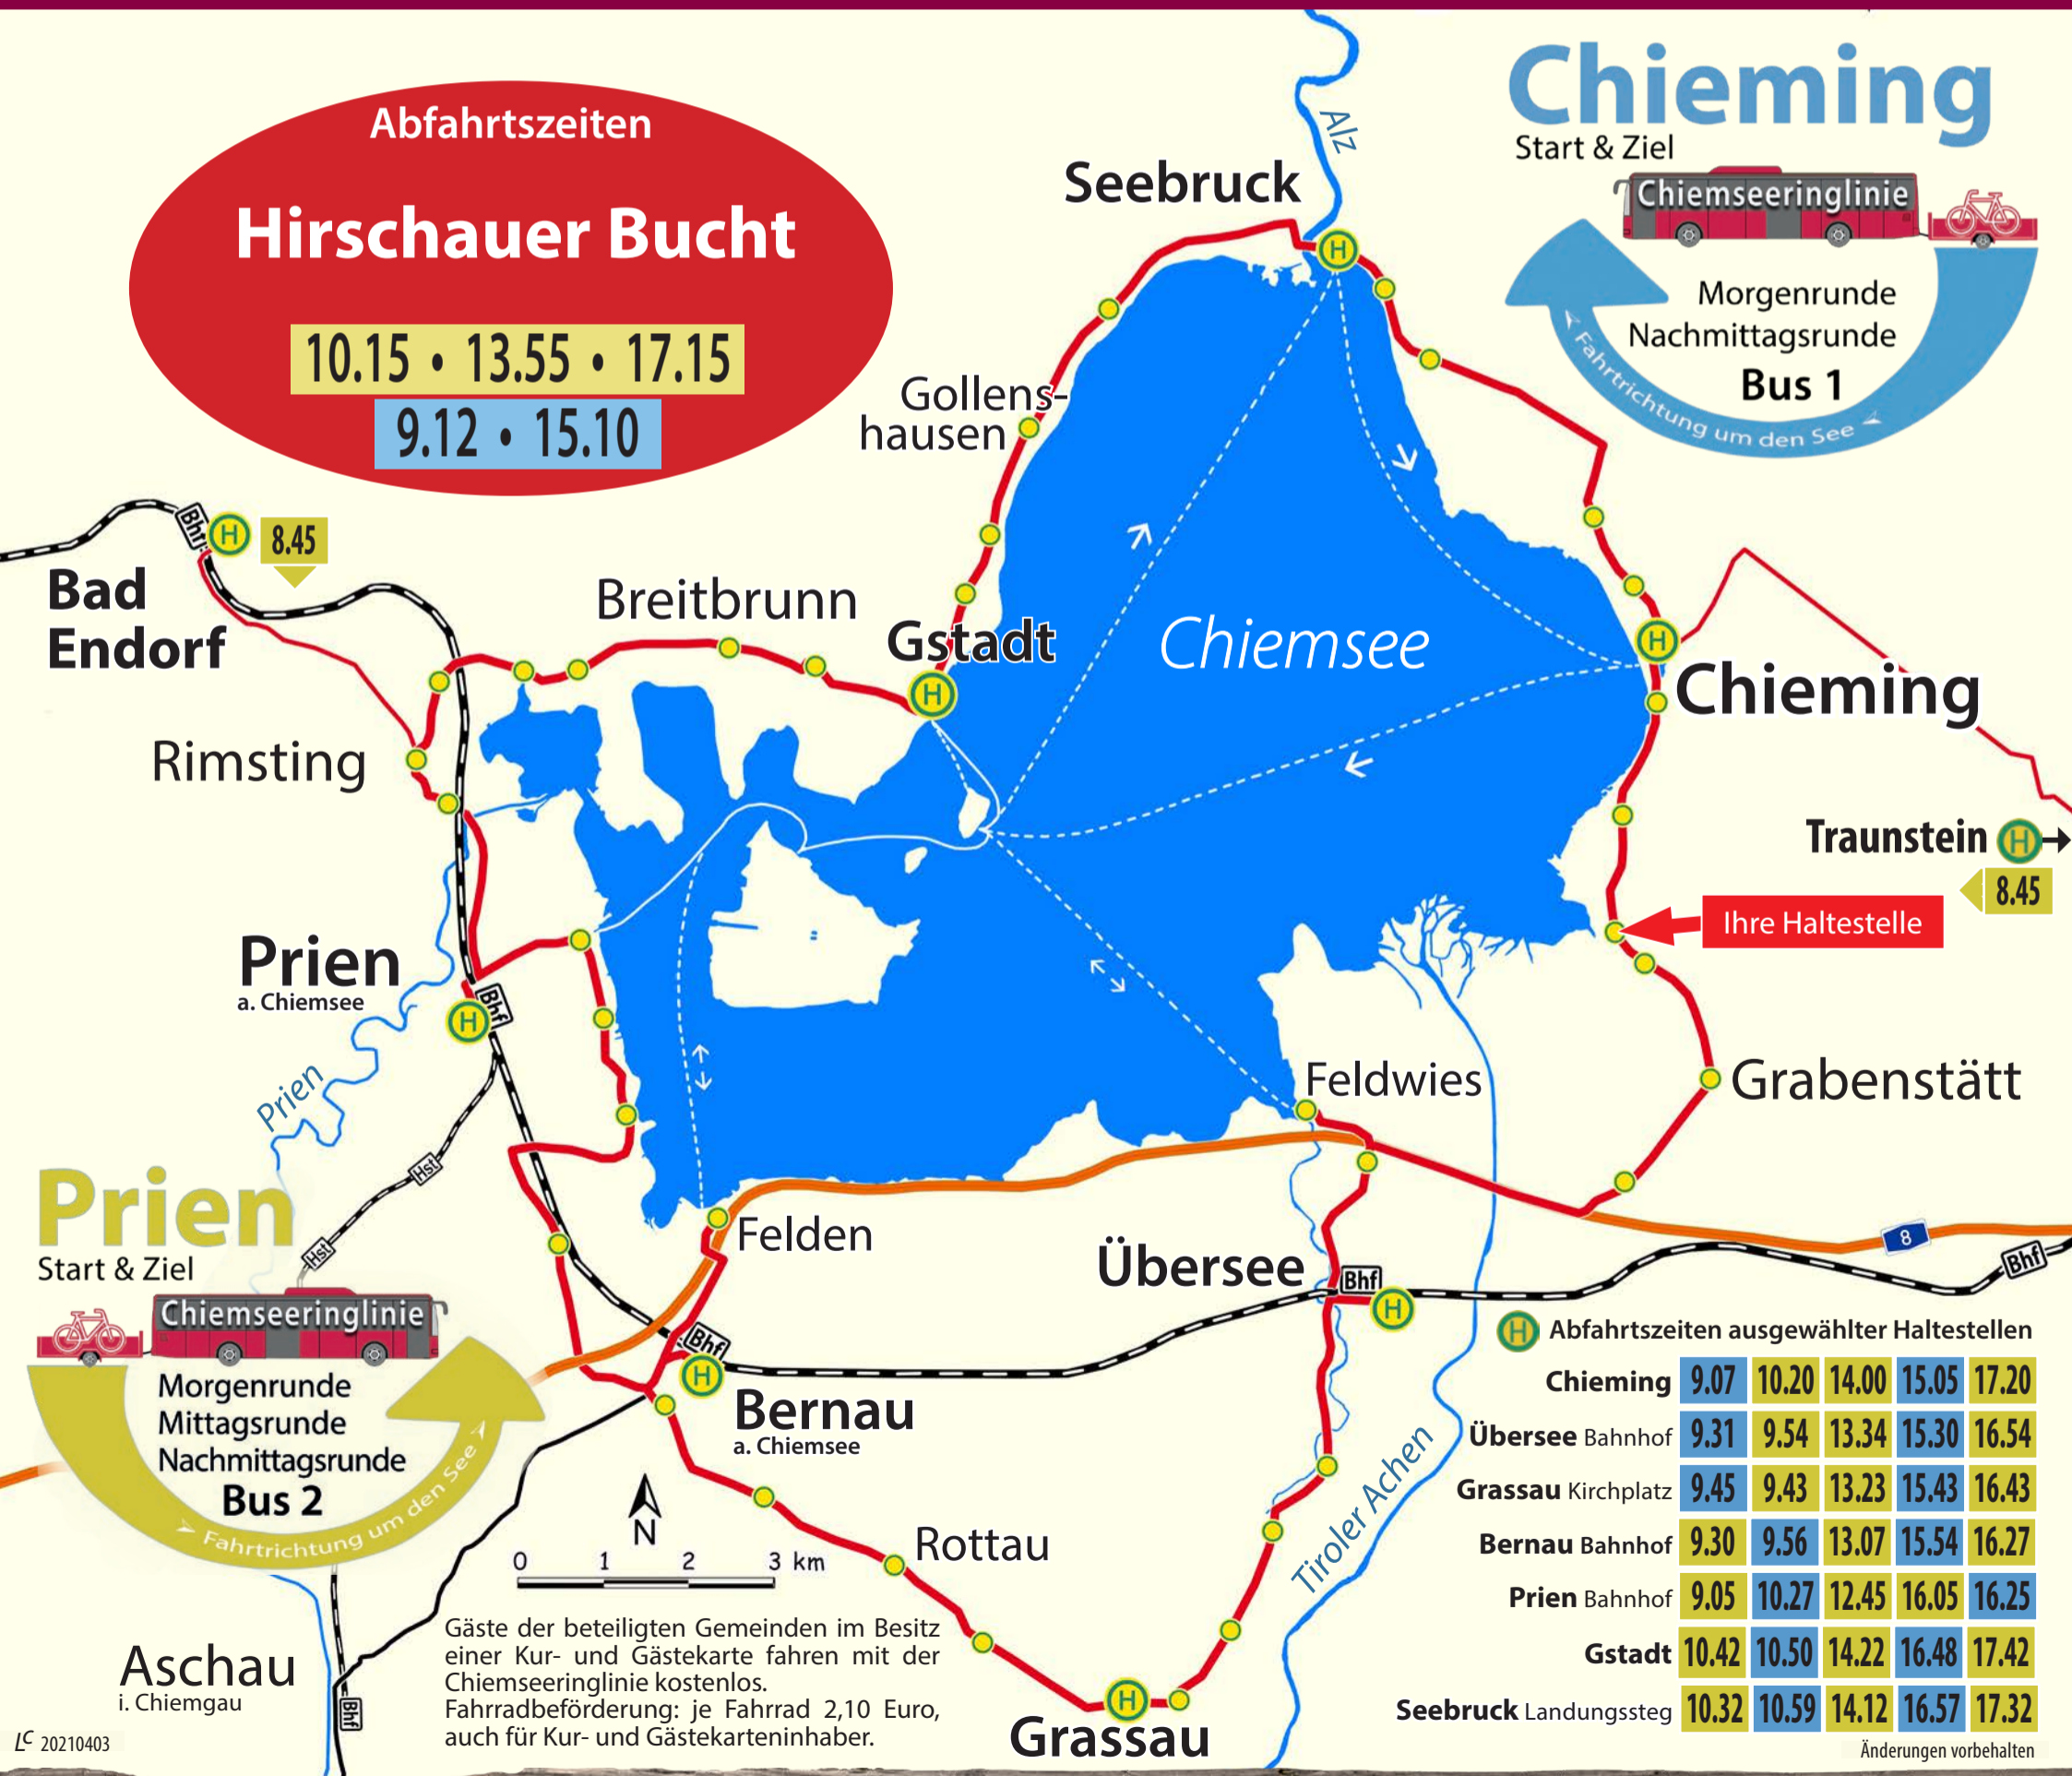 Abfahrtszeiten
Hirschauer Bucht
10.15 • 13.55 • 17.15
9.12 • 15.10
Chieming
Start & Ziel
Chiemseeringlinie
Morgenrunde
Nachmittagsrunde
Bus 1
Fahrtrichtung um den See
Alz
Seebruck
H
Gollens-
hausen
Bhf
H
8.45
Bad
Endorf
Breitbrunn
Gstadt
H
Chiemsee
H
Chieming
Rimsting
Traunstein H
8.45
Ihre Haltestelle
Prien
a. Chiemsee
Bhf
H
Prien
Feldwies
Grabenstätt
Hst
Hst
Felden
8
Übersee
Bhf
H
Bhf
Prien
Start & Ziel
Chiemseeringlinie
Morgenrunde
Mittagsrunde
Nachmittagsrunde
Bus 2
Fahrtrichtung um den See
Bhf
H
Bernau
a. Chiemsee
Tiroler Achen
N
0 1 2 3 km
Rottau
H
Grassau
Aschau
i. Chiemgau
Bhf
Gäste der beteiligten Gemeinden im Besitz
einer Kur- und Gästekarte fahren mit der
Chiemseeringlinie kostenlos.
Fahrradbeförderung: je Fahrrad 2,10 Euro,
auch für Kur- und Gästekarteninhaber.
H Abfahrtszeiten ausgewählter Haltestellen
Chieming 9.07 10.20 14.00 15.05 17.20
Übersee Bahnhof 9.31 9.54 13.34 15.30 16.54
Grassau Kirchplatz 9.45 9.43 13.23 15.43 16.43
Bernau Bahnhof 9.30 9.56 13.07 15.54 16.27
Prien Bahnhof 9.05 10.27 12.45 16.05 16.25
Gstadt 10.42 10.50 14.22 16.48 17.42
Seebruck Landungssteg 10.32 10.59 14.12 16.57 17.32
Änderungen vorbehalten
LC 20210403